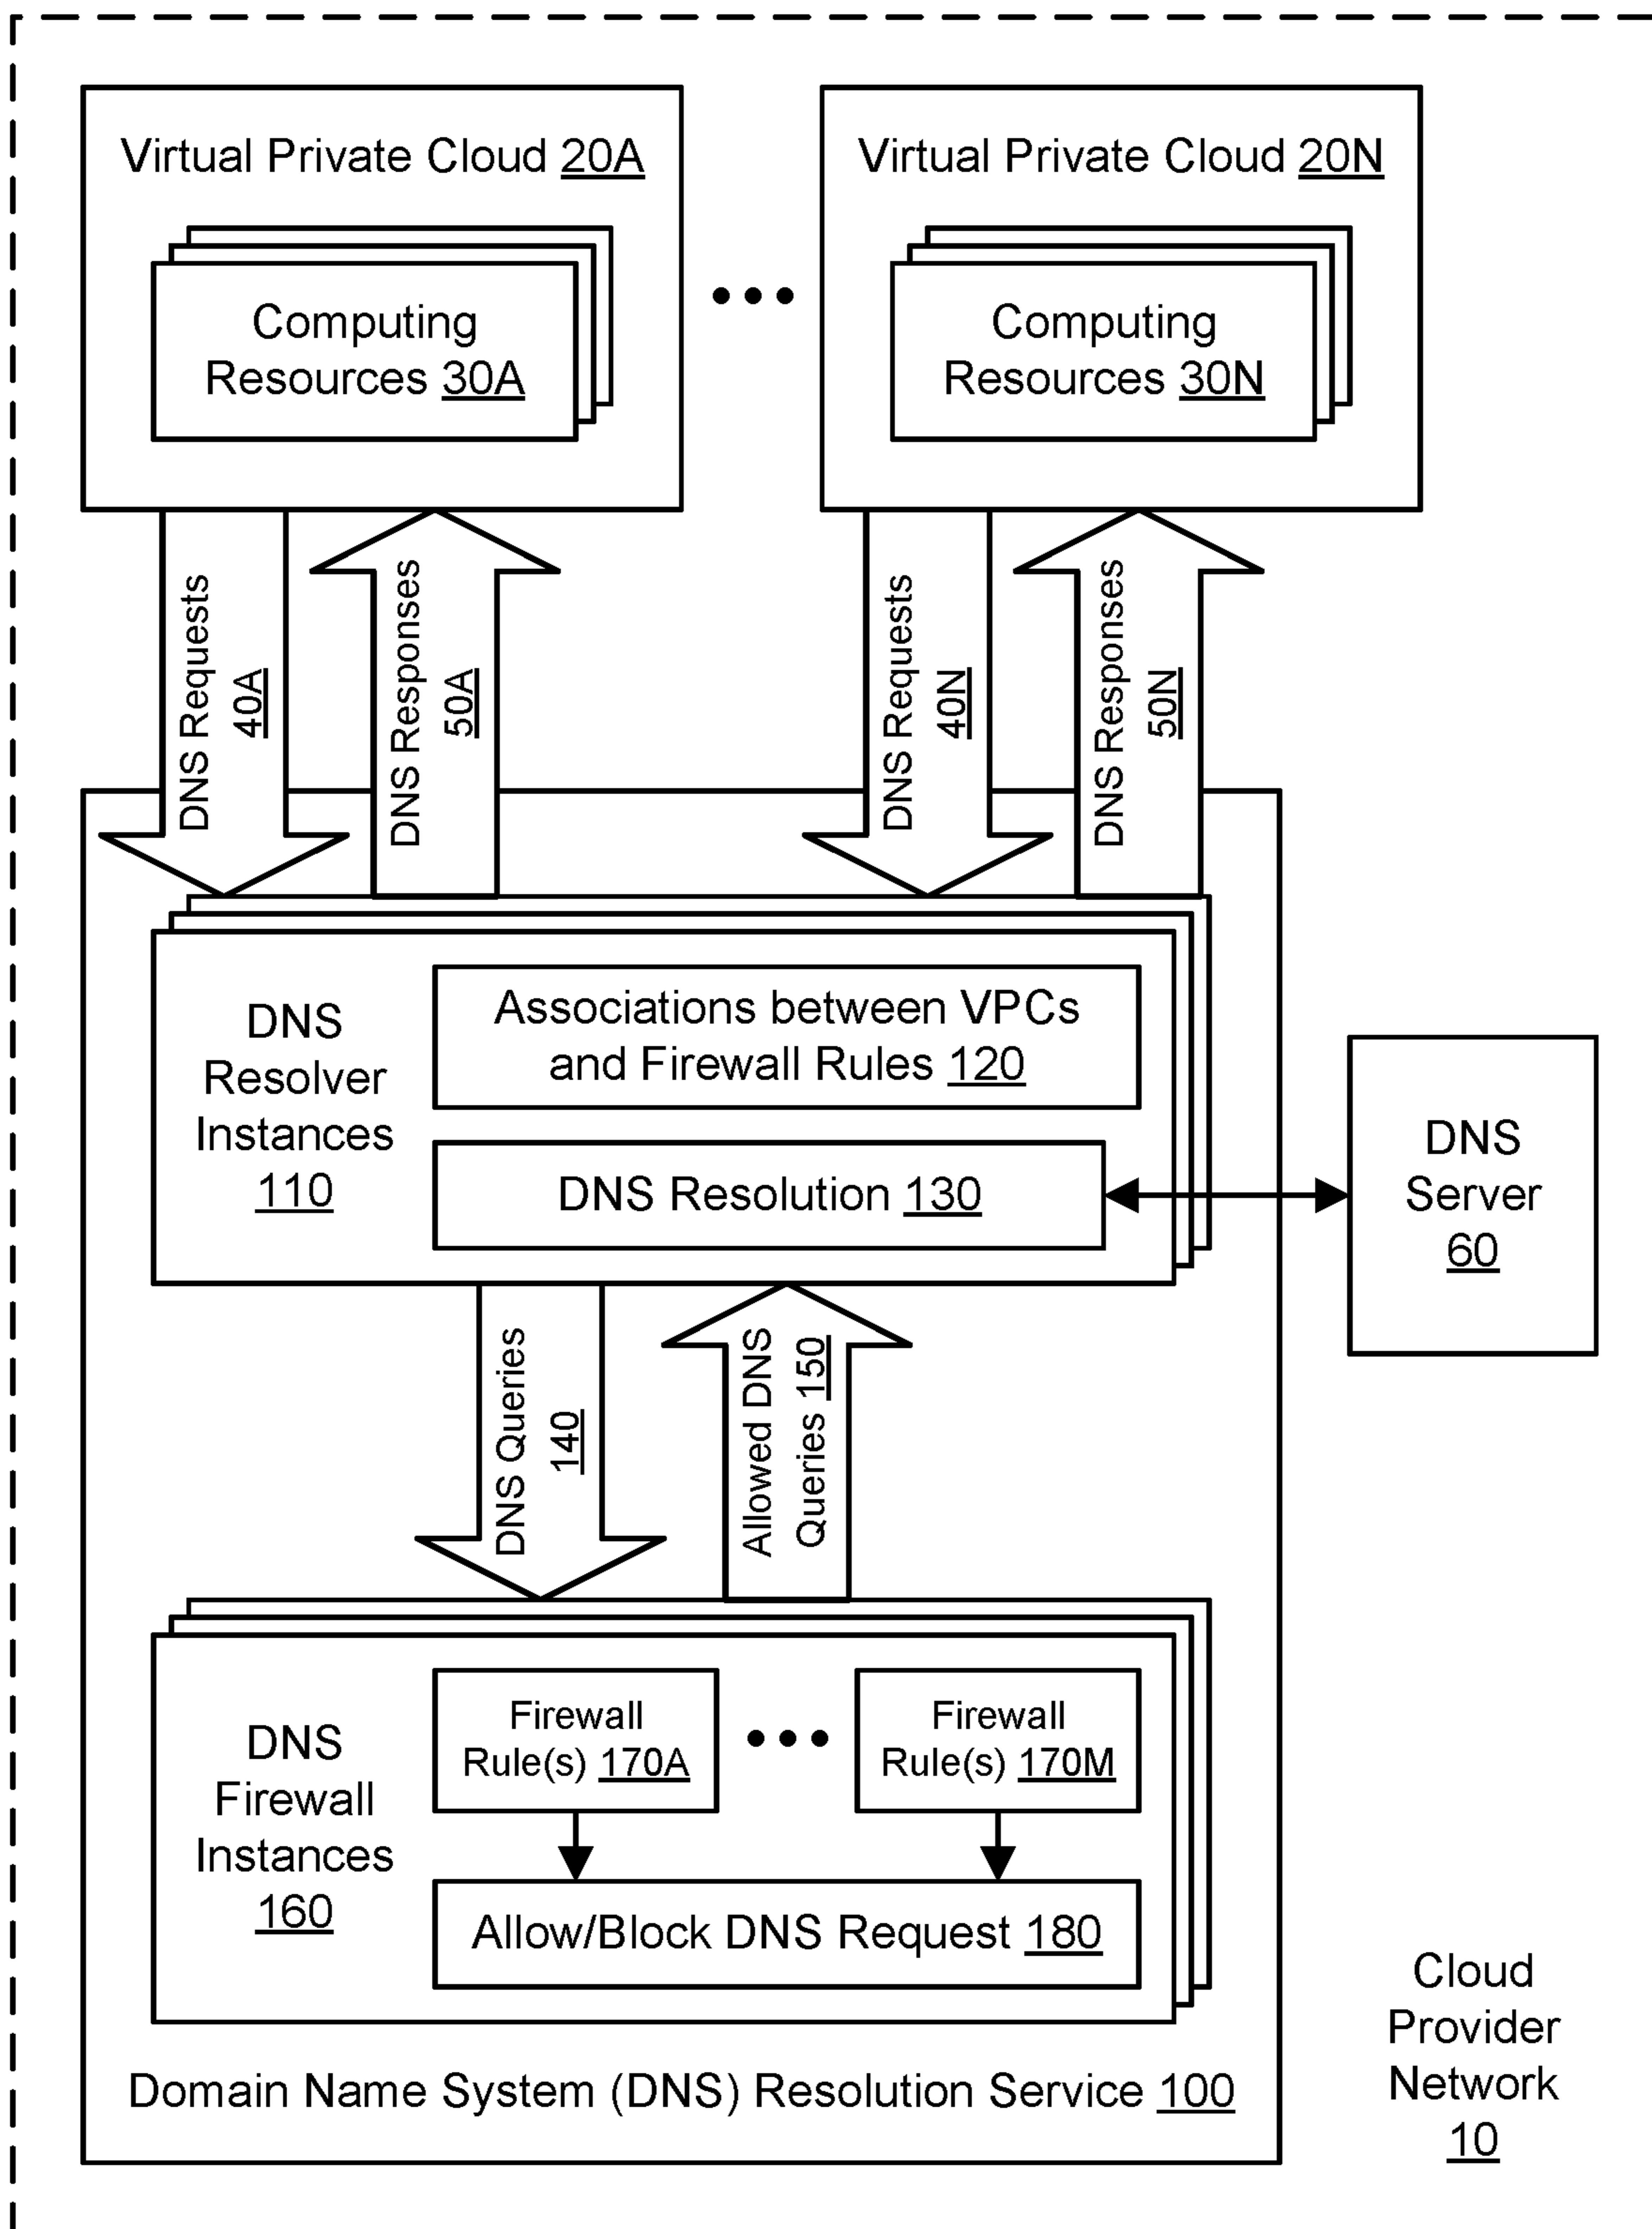 Virtual Private Cloud 20A
Computing
Resources 30A
Virtual Private Cloud 20N
Computing
Resources 30N
DNS Requests
40A
DNS Responses
50A
DNS Requests
40N
DNS Responses
50N
DNS
Resolver
Instances
110
Associations between VPCs
and Firewall Rules 120
DNS Resolution 130
DNS
Server
60
DNS Queries
140
Allowed DNS
Queries 150
DNS
Firewall
Instances
160
Firewall
Rule(s) 170A
Firewall
Rule(s) 170M
Allow/Block DNS Request 180
Domain Name System (DNS) Resolution Service 100
Cloud
Provider
Network
10